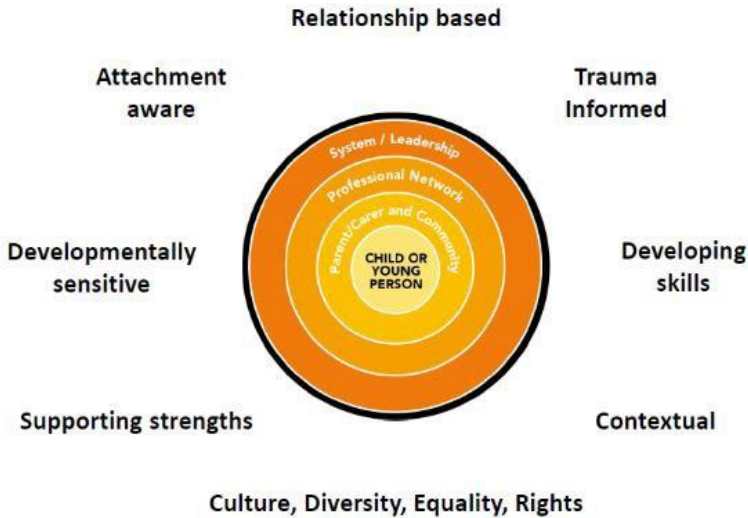 Relationship based
Attachment
aware
Trauma
Informed
System / Leadership
Professional Network
Parent/Carer and Community
CHILD OR
YOUNG
PERSON
Developmentally
sensitive
Developing
skills
Supporting strengths
Contextual
Culture, Diversity, Equality, Rights